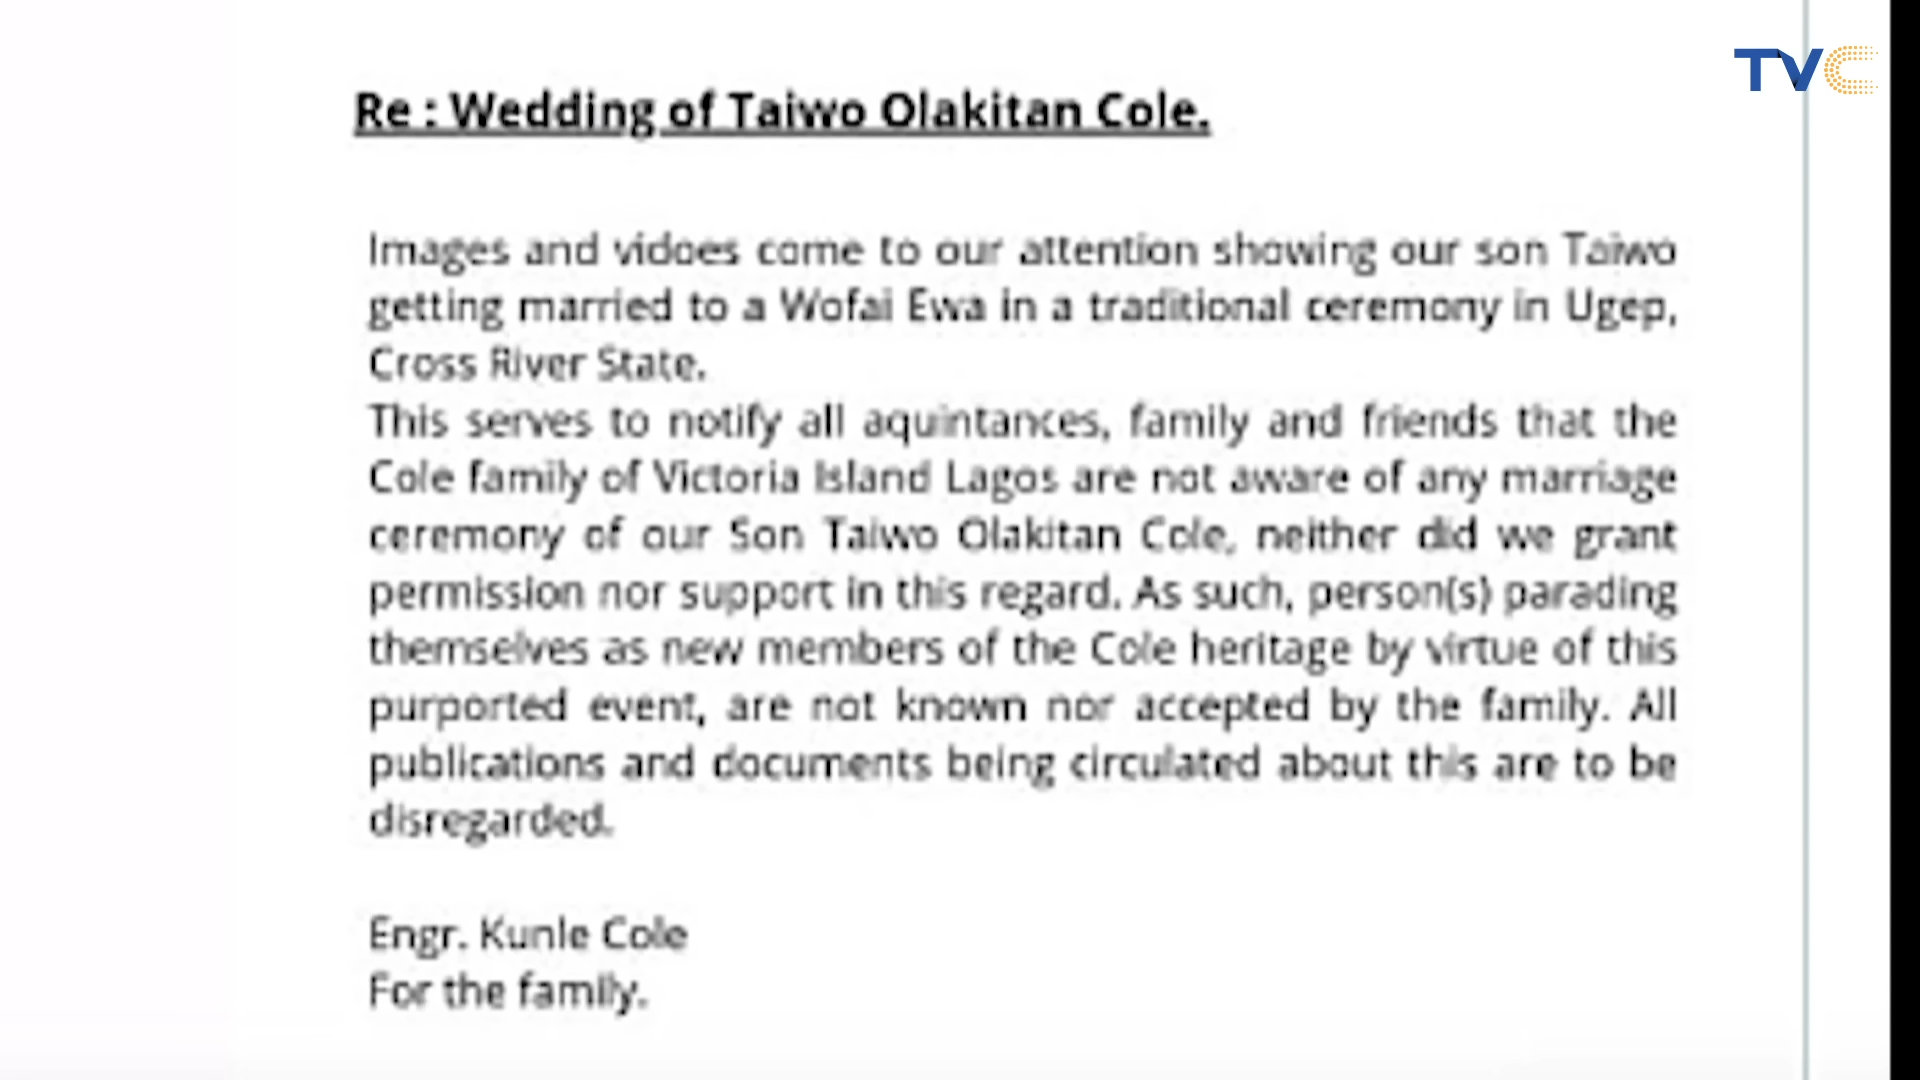 TVC
Re : Wedding of Taiwo Olakitan Cole.
Images and vidoes come to our attention showing our son Taiwo
getting married to a Wofai Ewa in a traditional ceremony in Ugep,
Cross River State.
This serves to notify all aquintances, family and friends that the
Cole family of Victoria Island Lagos are not aware of any marriage
ceremony of our Son Taiwo Olakitan Cole, neither did we grant
permission nor support in this regard. As such, person(s) parading
themselves as new members of the Cole heritage by virtue of this
purported event, are not known nor accepted by the family. All
publications and documents being circulated about this are to be
disregarded.
Engr. Kunle Cole
For the family.